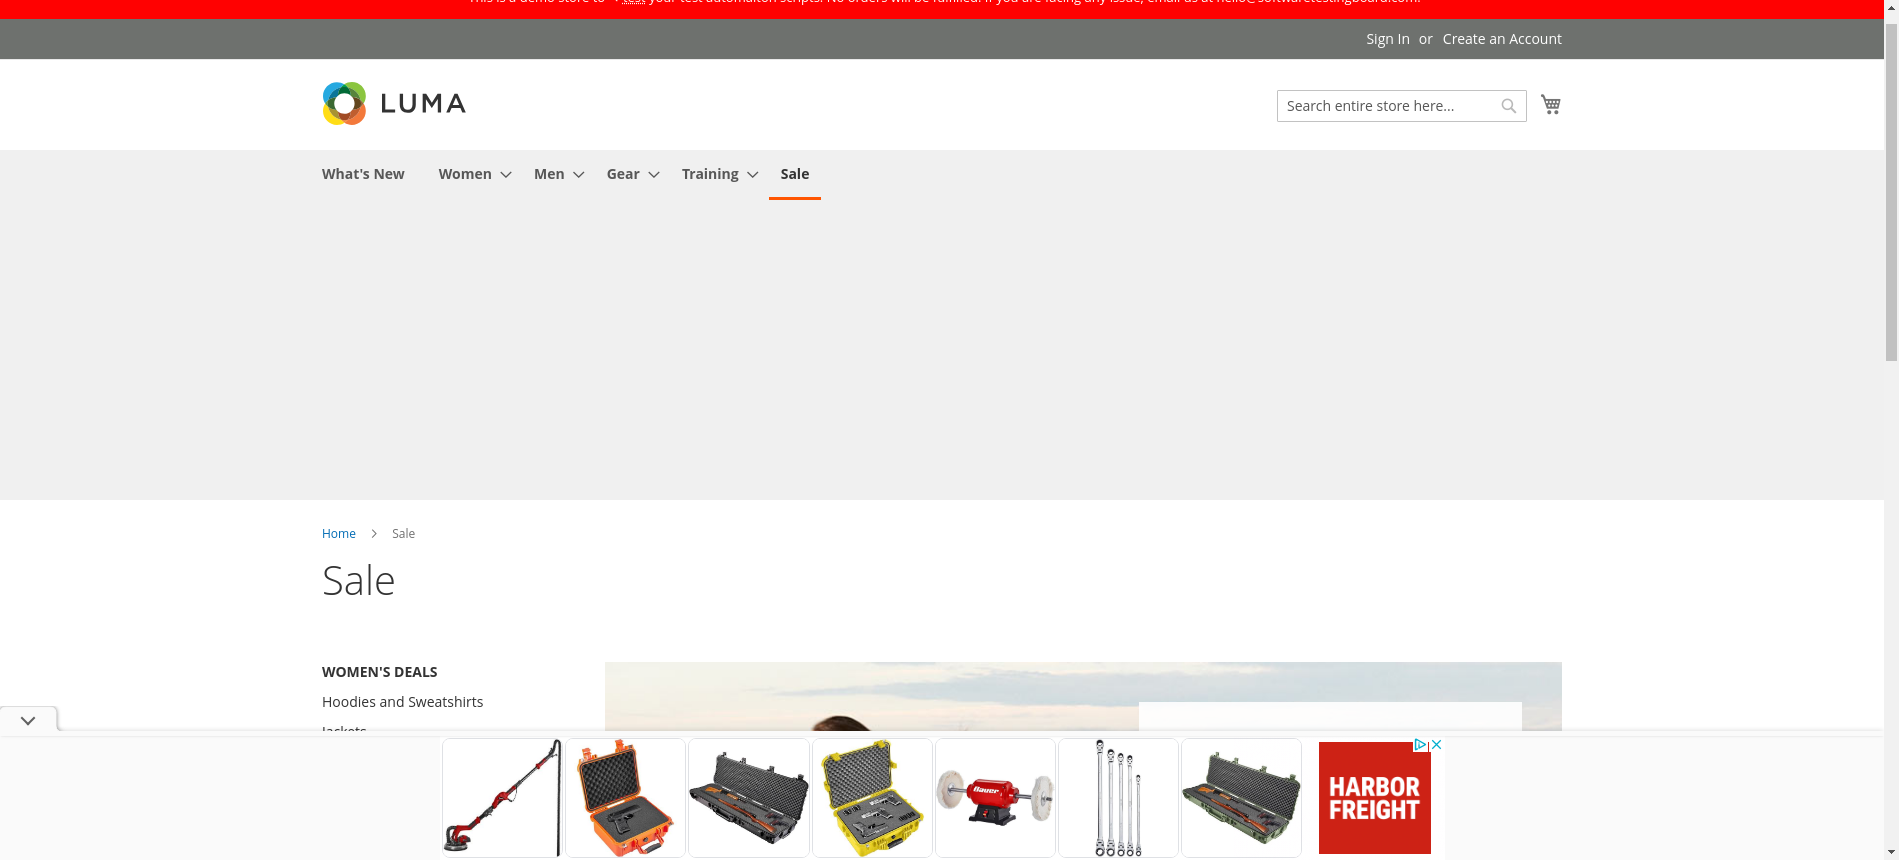 This is a demo store to test your test automaiton scripts. No orders will be fulfilled. If you are facing any issue, email us at hello@softwaretestingboard.com.
Sign In or Create an Account
LUMA
Search entire store here...
What's New Women Men Gear Training Sale
Home Sale
Sale
WOMEN'S DEALS
Hoodies and Sweatshirts
Jackets
Bauer
HARBOR
FREIGHT